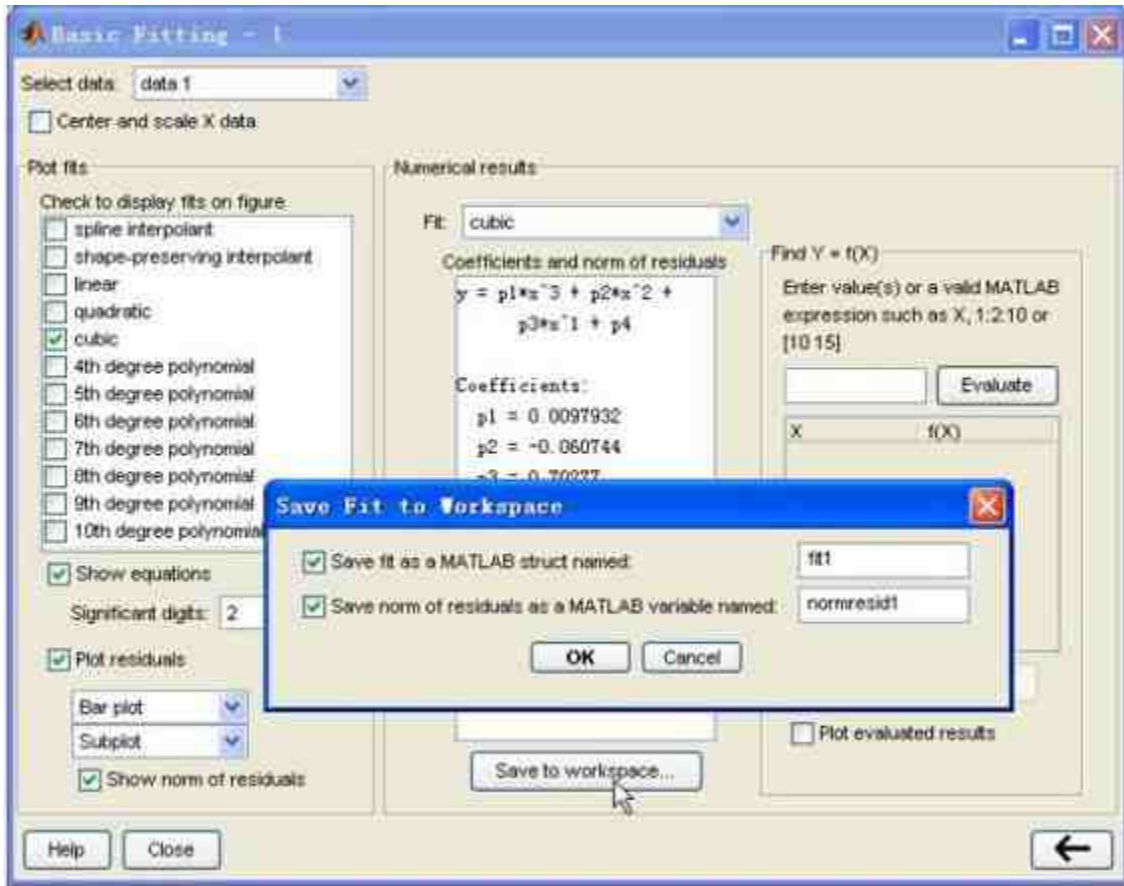 Basic Fitting - 1
Select data: data 1
Center and scale X data
Plot fits
Check to display fits on figure
spline interpolant
shape-preserving interpolant
linear
quadratic
cubic
4th degree polynomial
5th degree polynomial
6th degree polynomial
7th degree polynomial
8th degree polynomial
9th degree polynomial
10th degree polynomial
Show equations
Significant digits: 2
Plot residuals
Bar plot
Subplot
Show norm of residuals
Numerical results
Fit: cubic
Coefficients and norm of residuals
y = p1*x^3 + p2*x^2 +
p3*x^1 + p4
Coefficients:
p1 = 0.0097932
p2 = -0.060744
Save to workspace...
Find Y = f(X)
Enter value(s) or a valid MATLAB
expression such as X, 1:2:10 or
[10 15]
Evaluate
X f(X)
Plot evaluated results
Save Fit to Workspace
Save fit as a MATLAB struct named: fit1
Save norm of residuals as a MATLAB variable named: normresid1
OK Cancel
Help Close